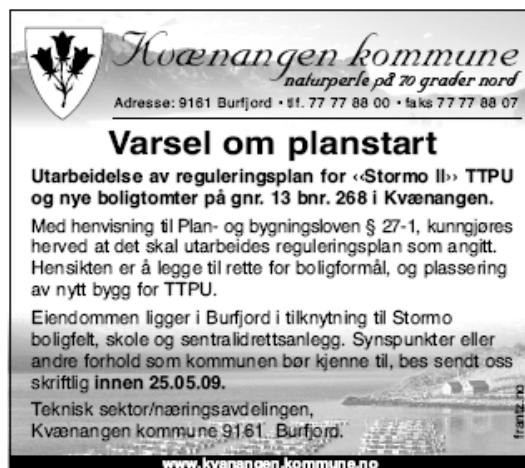 Kvænangen kommune
naturperle på 70 grader nord
Adresse: 9161 Burfjord • tlf. 77 77 88 00 • faks 77 77 88 07
Varsel om planstart
Utarbeidelse av reguleringsplan for «Stormo II» TTPU
og nye boligtomter på gnr. 13 bnr. 268 i Kvænangen.
Med henvisning til Plan- og bygningsloven § 27-1, kunngjøres
herved at det skal utarbeides reguleringsplan som angitt.
Hensikten er å legge til rette for boligformål, og plassering
av nytt bygg for TTPU.
Eiendommen ligger i Burfjord i tilknytning til Stormo
boligfelt, skole og sentralidrettsanlegg. Synspunkter eller
andre forhold som kommunen bør kjenne til, bes sendt oss
skriftlig innen 25.05.09.
Teknisk sektor/næringsavdelingen,
Kvænangen kommune 9161 Burfjord.
frantz.no
www.kvanangen.kommune.no